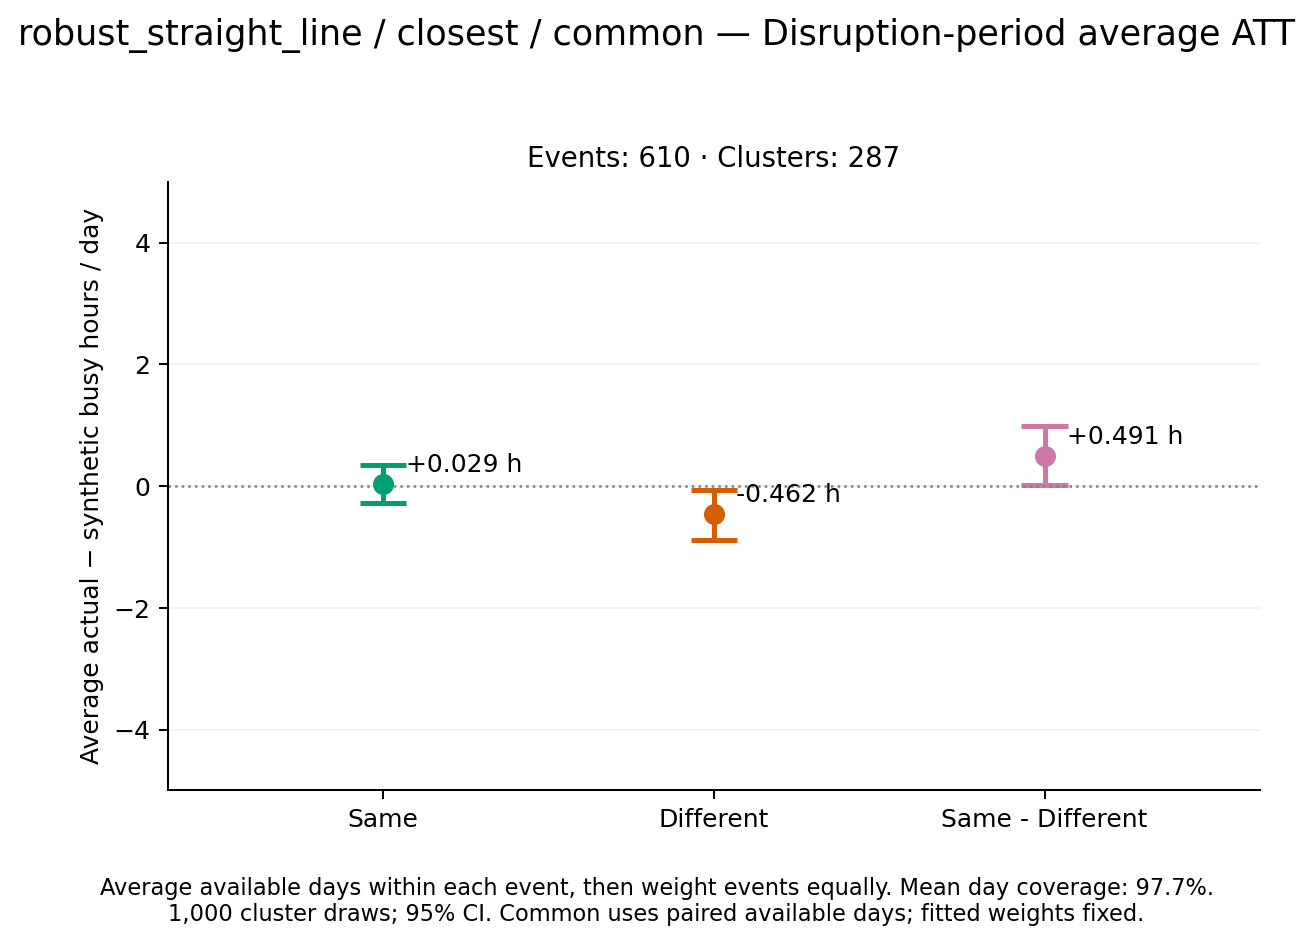 robust_straight_line / closest / common — Disruption-period average ATT
Events: 610 · Clusters: 287
Average actual − synthetic busy hours / day
4
2
0
−2
−4
+0.029 h
-0.462 h
+0.491 h
Same
Different
Same - Different
Average available days within each event, then weight events equally. Mean day coverage: 97.7%.
1,000 cluster draws; 95% CI. Common uses paired available days; fitted weights fixed.